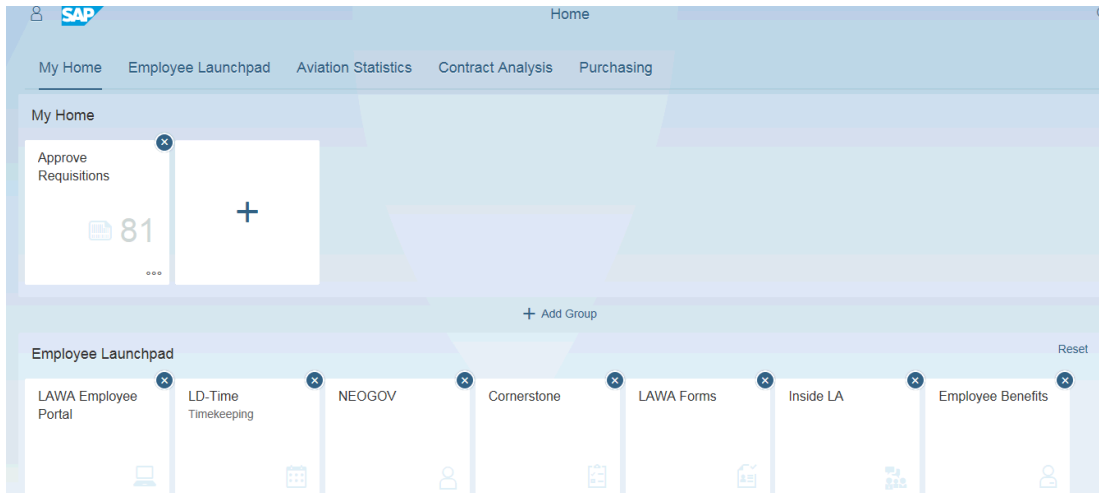 SAP
Home
My Home Employee Launchpad Aviation Statistics Contract Analysis Purchasing
My Home
Approve
Requisitions
81
+ Add Group
Employee Launchpad
Reset
LAWA Employee
Portal
LD-Time
Timekeeping
NEOGOV
Cornerstone
LAWA Forms
Inside LA
Employee Benefits